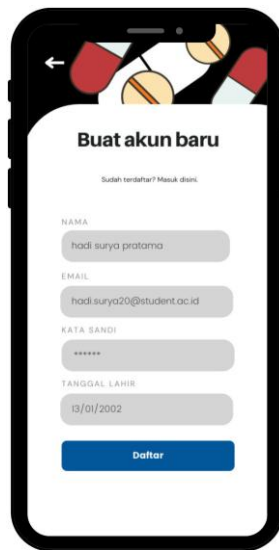 Buat akun baru
Sudah terdaftar? Masuk disini.
NAMA
hadi surya pratama
EMAIL
hadi.surya20@student.ac.id
KATA SANDI
******
TANGGAL LAHIR
13/01/2002
Daftar